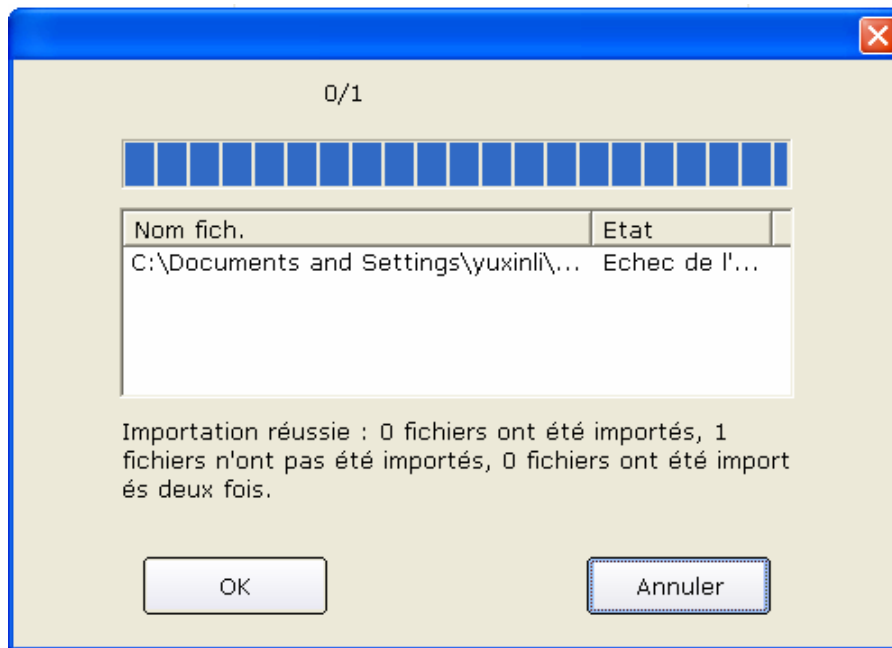 0/1
Nom fich. Etat
C:\Documents and Settings\yuxinli\... Echec de l'...
Importation réussie : 0 fichiers ont été importés, 1
fichiers n'ont pas été importés, 0 fichiers ont été import
és deux fois.
OK Annuler